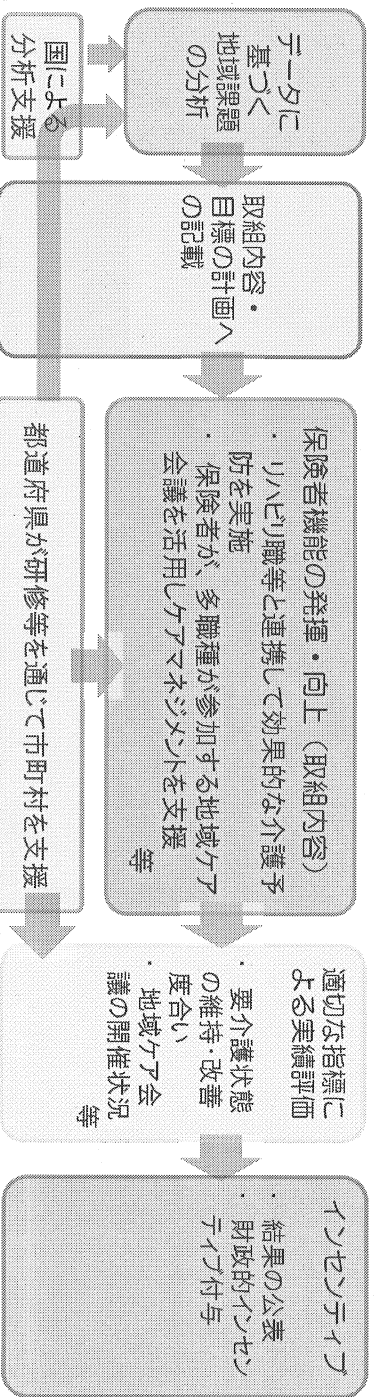 データに
基づく
地域課題
の分析
国による
分析支援
取組内容・
目標の計画へ
の記載
保険者機能の発揮・向上（取組内容）
・ リハビリ職等と連携して効果的な介護予
防を実施
・ 保険者が、多職種が参加する地域ケア
会議を活用しケアマネジメントを支援
等
都道府県が研修等を通じて市町村を支援
適切な指標に
よる実績評価
・ 要介護状態
の維持・改善
度合い
・ 地域ケア会
議の開催状況
等
インセンティブ
・ 結果の公表
・ 財政的インセン
ティブ付与